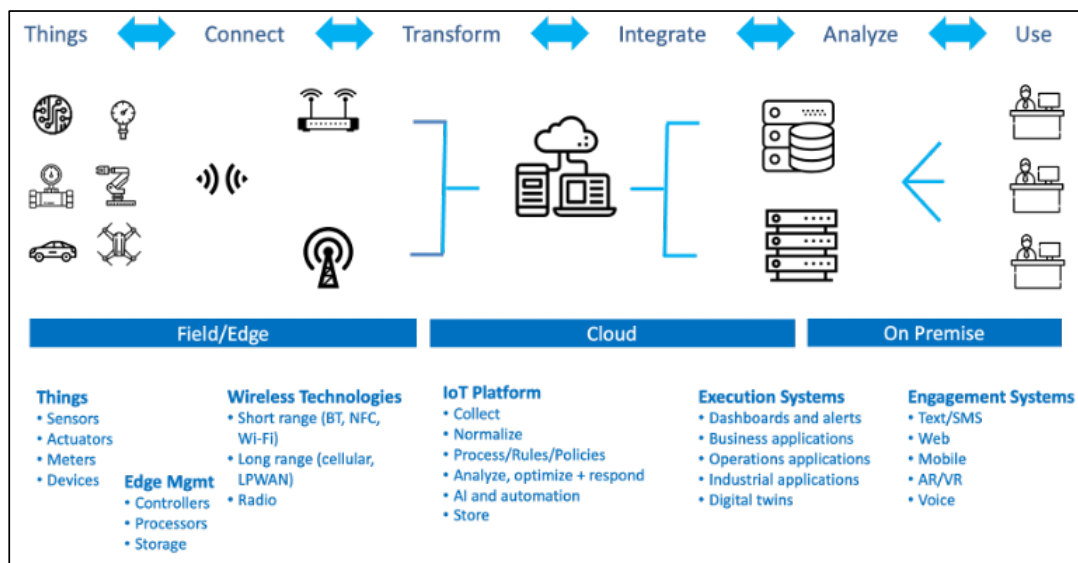 Things Connect Transform Integrate Analyze Use
Field/Edge
Cloud
On Premise
Things
• Sensors
• Actuators
• Meters
• Devices
Edge Mgmt
• Controllers
• Processors
• Storage
Wireless Technologies
• Short range (BT, NFC,
Wi-Fi)
• Long range (cellular,
LPWAN)
• Radio
IoT Platform
• Collect
• Normalize
• Process/Rules/Policies
• Analyze, optimize + respond
• AI and automation
• Store
Execution Systems
• Dashboards and alerts
• Business applications
• Operations applications
• Industrial applications
• Digital twins
Engagement Systems
• Text/SMS
• Web
• Mobile
• AR/VR
• Voice